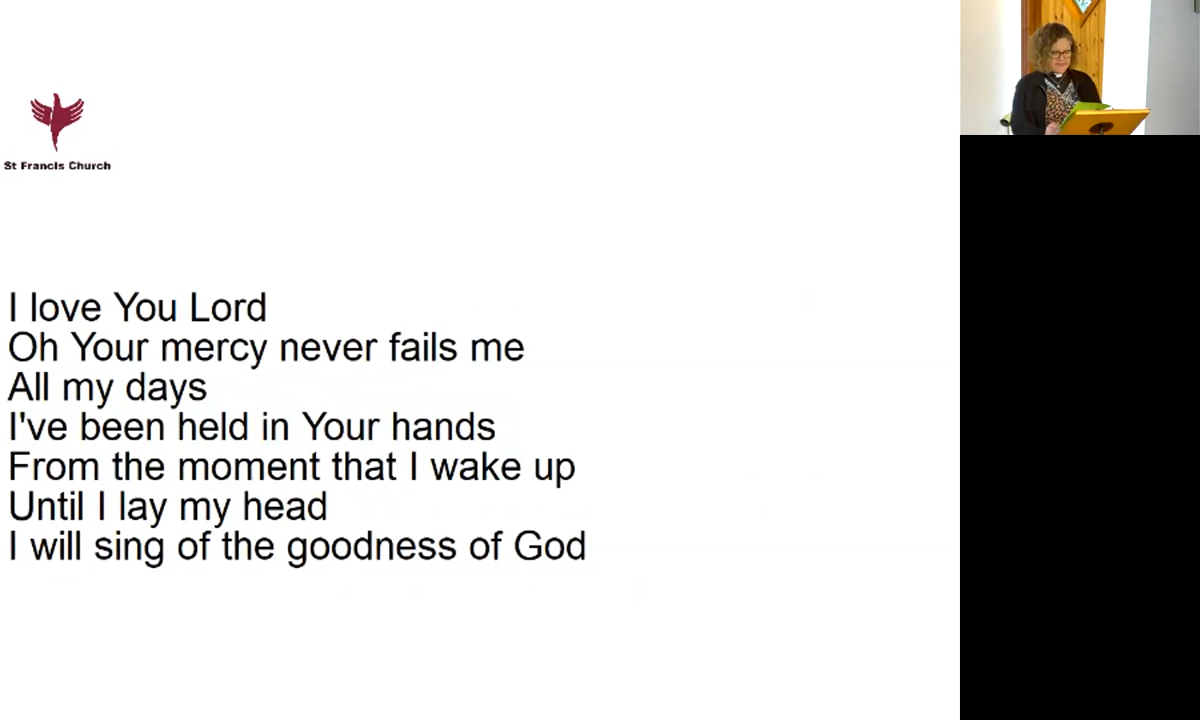 St Francis Church
I love You Lord
Oh Your mercy never fails me
All my days
I've been held in Your hands
From the moment that I wake up
Until I lay my head
I will sing of the goodness of God